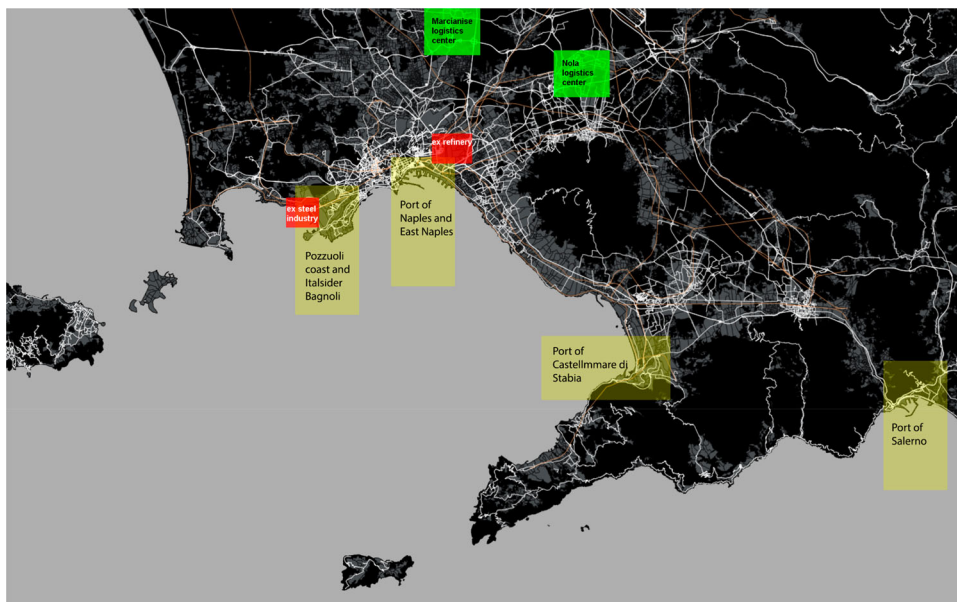 Marcianise
logistics
center
Nola
logistics
center
ex refinery
ex steel
industry
Port of
Naples and
East Naples
Pozzuoli
coast and
Italsider
Bagnoli
Port of
Castellmmare di
Stabia
Port of
Salerno